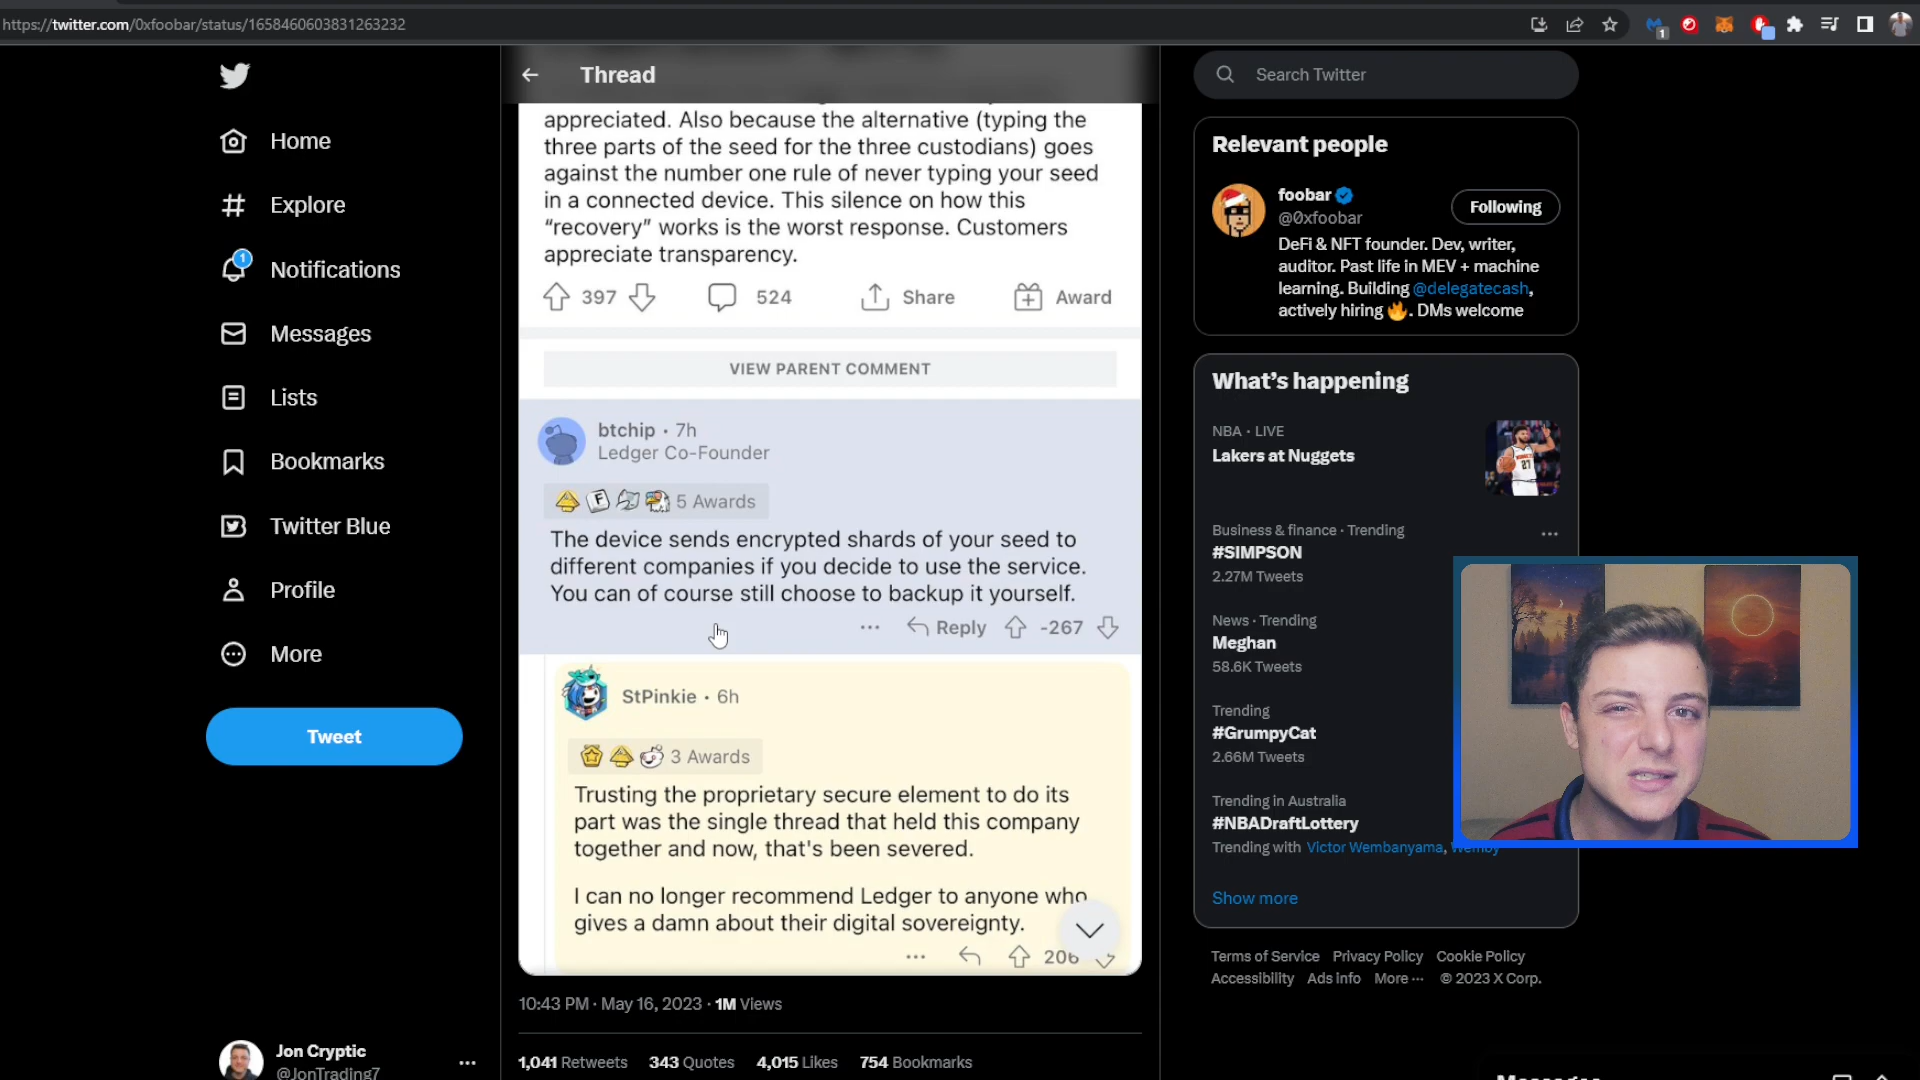 https://twitter.com/0xfoobar/status/1658460603831263232
1
Thread
Search Twitter
Home
Explore
1
Notifications
Messages
Lists
Bookmarks
Twitter Blue
Profile
More
Tweet
Jon Cryptic
@JonTrading7
appreciated. Also because the alternative (typing the
three parts of the seed for the three custodians) goes
against the number one rule of never typing your seed
in a connected device. This silence on how this
“recovery” works is the worst response. Customers
appreciate transparency.
397
524
Share
Award
VIEW PARENT COMMENT
btchip · 7h
Ledger Co-Founder
F
5 Awards
The device sends encrypted shards of your seed to
different companies if you decide to use the service.
You can of course still choose to backup it yourself.
Reply
-267
StPinkie · 6h
3 Awards
Trusting the proprietary secure element to do its
part was the single thread that held this company
together and now, that's been severed.
I can no longer recommend Ledger to anyone who
gives a damn about their digital sovereignty.
206
10:43 PM · May 16, 2023 · 1M Views
1,041 Retweets 343 Quotes 4,015 Likes 754 Bookmarks
Relevant people
foobar
@0xfoobar
Following
DeFi & NFT founder. Dev, writer,
auditor. Past life in MEV + machine
learning. Building @delegatecash,
actively hiring 🔥. DMs welcome
What’s happening
NBA · LIVE
Lakers at Nuggets
27
Business & finance · Trending
#SIMPSON
2.27M Tweets
News · Trending
Meghan
58.6K Tweets
Trending
#GrumpyCat
2.66M Tweets
Trending in Australia
#NBADraftLottery
Trending with Victor Wembanyama, Wemby
Show more
Terms of Service Privacy Policy Cookie Policy
Accessibility Ads info More ··· © 2023 X Corp.
Messages